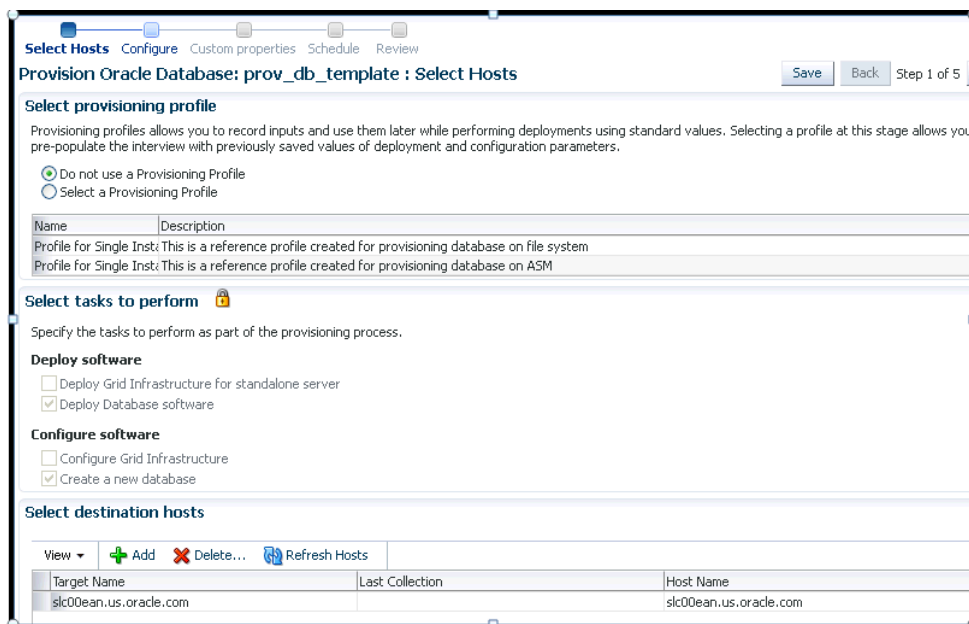 Select Hosts Configure Custom properties Schedule Review
Provision Oracle Database: prov_db_template : Select Hosts Save Back Step 1 of 5
Select provisioning profile
Provisioning profiles allows you to record inputs and use them later while performing deployments using standard values. Selecting a profile at this stage allows you
pre-populate the interview with previously saved values of deployment and configuration parameters.
Do not use a Provisioning Profile
Select a Provisioning Profile
Name Description
Profile for Single Insta This is a reference profile created for provisioning database on file system
Profile for Single Insta This is a reference profile created for provisioning database on ASM
Select tasks to perform
Specify the tasks to perform as part of the provisioning process.
Deploy software
Deploy Grid Infrastructure for standalone server
Deploy Database software
Configure software
Configure Grid Infrastructure
Create a new database
Select destination hosts
View Add Delete... Refresh Hosts
Target Name Last Collection Host Name
slc00ean.us.oracle.com slc00ean.us.oracle.com